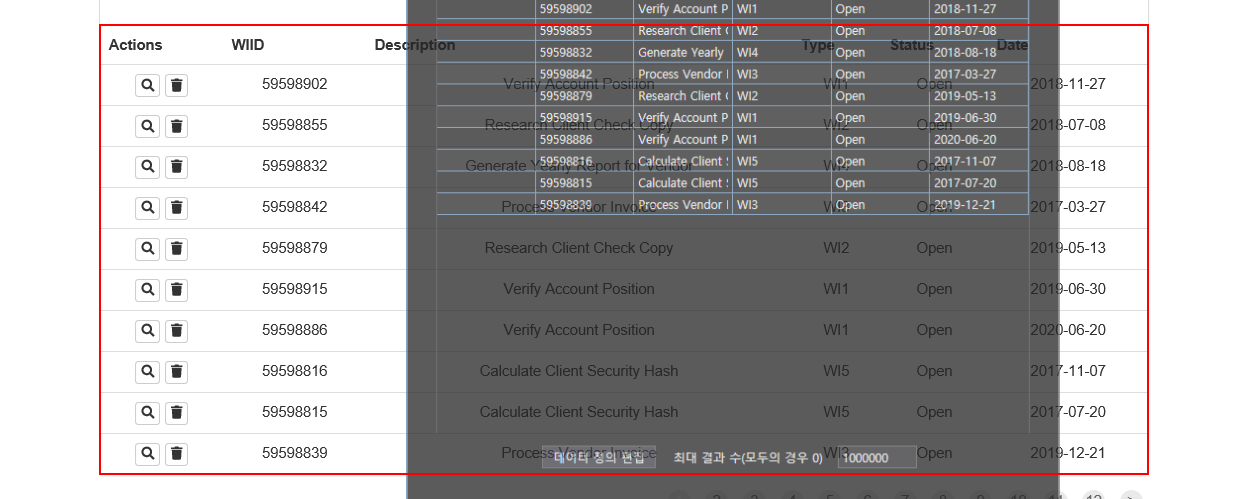 59598902 Verify Account P WI1 Open 2018-11-27
Actions WIID Description Type Status Date
59598855 Research Client WI2 Open 2018-07-08
59598832 Generate Yearly WI4 Open 2018-08-18
59598842 Process Vendor WI3 Open 2017-03-27
59598879 Research Client WI2 Open 2019-05-13
59598915 Verify Account P WI1 Open 2019-06-30
59598886 Verify Account P WI1 Open 2020-06-20
59598816 Calculate Client WI5 Open 2017-11-07
59598815 Calculate Client WI5 Open 2017-07-20
59598839 Process Vendor WI3 Open 2019-12-21
59598902 Verify Account Position WI1 Open 2018-11-27
59598855 Research Client Check Copy WI2 Open 2018-07-08
59598832 Generate Yearly Report for Vendor WI4 Open 2018-08-18
59598842 Process Vendor Invoice WI3 Open 2017-03-27
59598879 Research Client Check Copy WI2 Open 2019-05-13
59598915 Verify Account Position WI1 Open 2019-06-30
59598886 Verify Account Position WI1 Open 2020-06-20
59598816 Calculate Client Security Hash WI5 Open 2017-11-07
59598815 Calculate Client Security Hash WI5 Open 2017-07-20
59598839 Process Vendor Invoice WI3 Open 2019-12-21
데이터 정의 편집 최대 결과 수(모두의 경우 0) 1000000
2 3 4 5 6 7 8 9 10 11 12 >